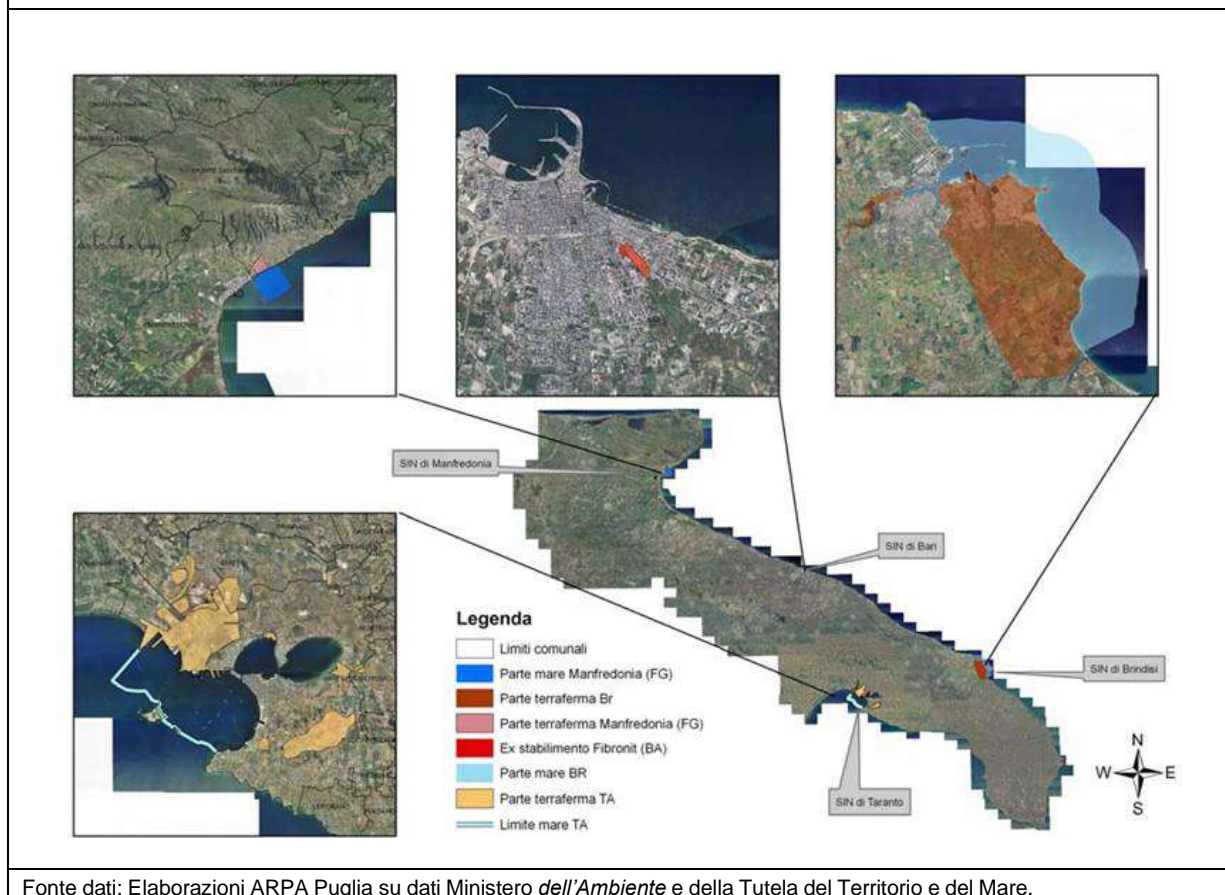 SIN di Manfredonia
SIN di Bari
SIN di Brindisi
SIN di Taranto
Legenda
Limiti comunali
Parte mare Manfredonia (FG)
Parte terraferma Br
Parte terraferma Manfredonia (FG)
Ex stabilimento Fibronit (BA)
Parte mare BR
Parte terraferma TA
Limite mare TA
N
W E
S
Fonte dati: Elaborazioni ARPA Puglia su dati Ministero dell'Ambiente e della Tutela del Territorio e del Mare.